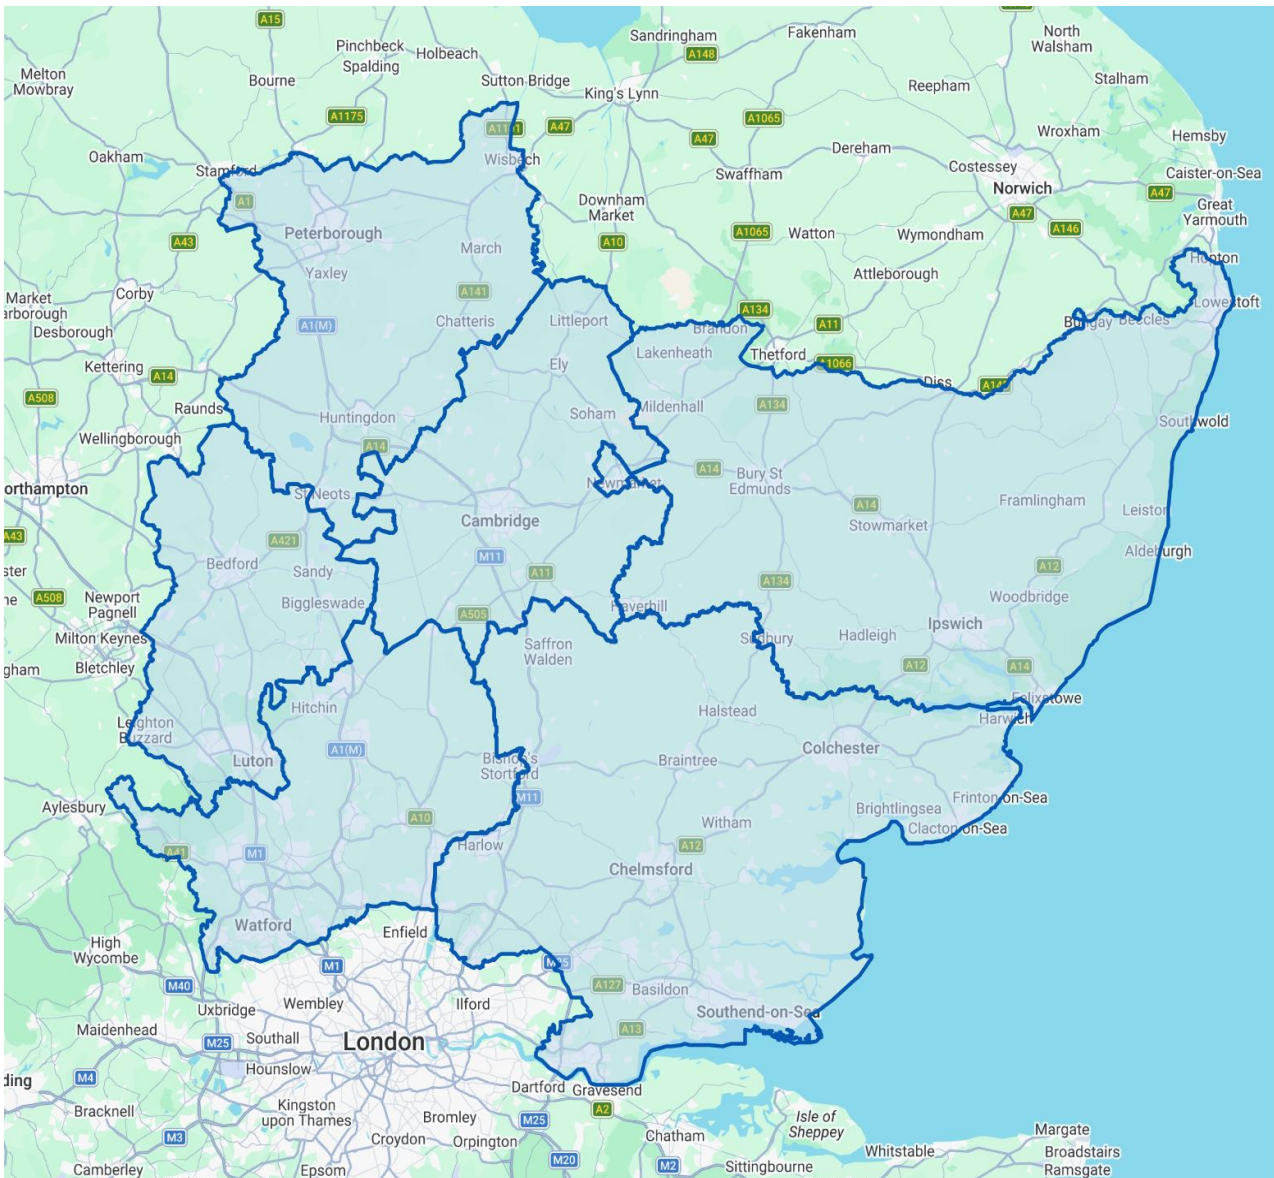 A15
Sandringham
Fakenham
North
Walsham
Pinchbeck
Spalding
Holbeach
A148
Melton
Mowbray
Bourne
Sutton Bridge
King's Lynn
Reepham
Stalham
A1175
A1101
A47
A1065
A47
Wroxham
Hemsby
Oakham
Stamford
Wisbech
Swaffham
Dereham
Costessey
Norwich
Caister-on-Sea
A47
A1
Downham
Market
A47
Great
Yarmouth
A43
Peterborough
March
A10
A1065
Watton
Wymondham
A146
Yaxley
Attleborough
Hopton
Market
arborough
Corby
A141
Lowestoft
Desborough
A1(M)
Chatteris
Littleport
Brandon
A134
A11
Bungay
Beccles
Kettering
A14
Ely
Lakenheath
Thetford
A1066
Diss
A508
Raunds
Huntingdon
Soham
Mildenhall
A134
Southwold
Wellingborough
A14
orthampton
St Neots
Newmarket
A14
Bury St
Edmunds
A14
Framlingham
Leiston
A43
Cambridge
Stowmarket
A421
Bedford
M11
Aldeburgh
ster
Sandy
A11
A134
A12
A508
Newport
Pagnell
Biggleswade
A505
Haverhill
Woodbridge
Milton Keynes
Saffron
Walden
Sudbury
Hadleigh
Ipswich
gham
Bletchley
A12
A14
Leighton
Buzzard
Hitchin
Halstead
Felixstowe
Harwich
Luton
A1(M)
Bishop's
Stortford
Braintree
Colchester
Aylesbury
M11
Frinton-on-Sea
Brightlingsea
A10
Witham
Clacton-on-Sea
A41
M1
Harlow
A12
Chelmsford
Watford
Enfield
High
Wycombe
M1
M25
M40
A127
Basildon
Uxbridge
Wembley
Ilford
Southend-on-Sea
Maidenhead
M25
Southall
London
A13
Hounslow
ding
M4
Dartford
Gravesend
Bracknell
Kingston
upon Thames
Bromley
M25
A2
Isle of
Sheppey
M3
Croydon
Orpington
Chatham
Whitstable
Margate
Broadstairs
Ramsgate
Camberley
Epsom
M20
M2
Sittingbourne